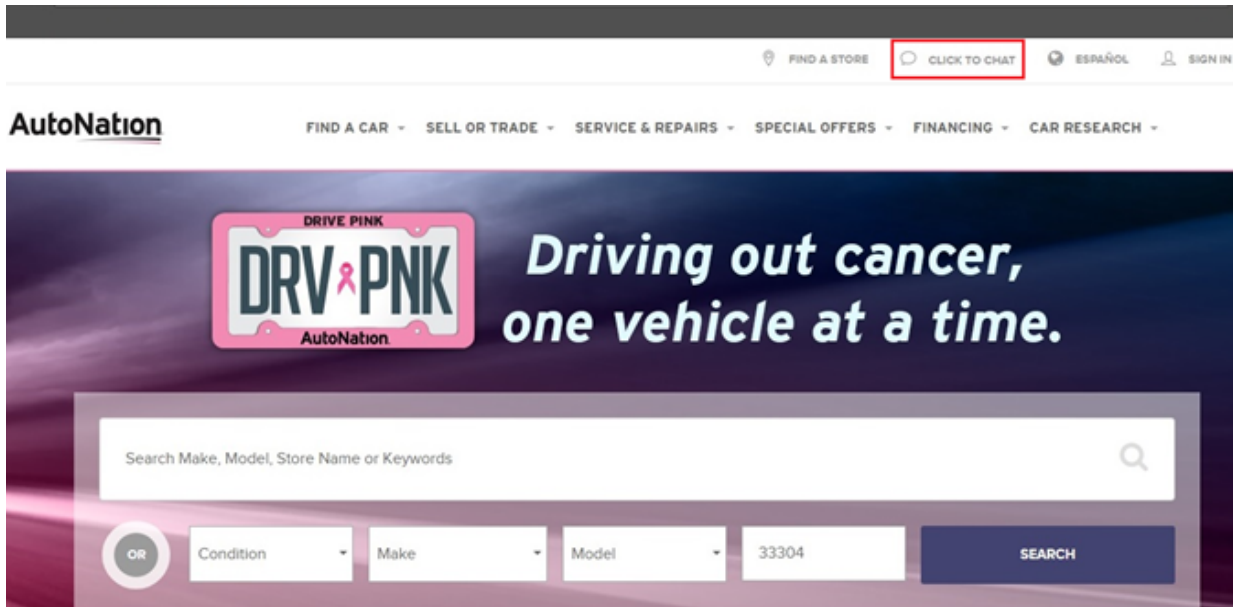 FIND A STORE CLICK TO CHAT ESPAÑOL SIGN IN
AutoNation
FIND A CAR SELL OR TRADE SERVICE & REPAIRS SPECIAL OFFERS FINANCING CAR RESEARCH
DRIVE PINK
DRV PNK
AutoNation
Driving out cancer,
one vehicle at a time.
Search Make, Model, Store Name or Keywords
OR Condition Make Model 33304 SEARCH